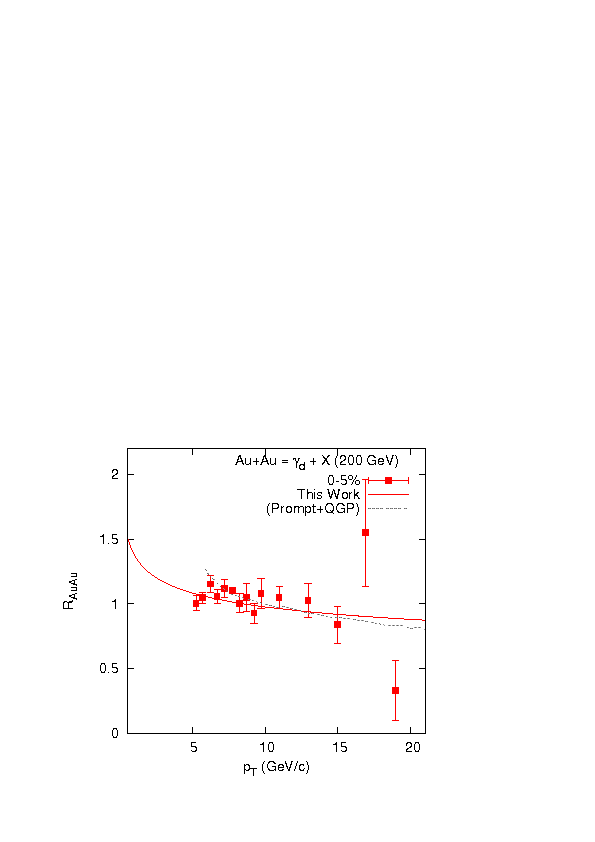 Au+Au = γd + X (200 GeV)
0-5%
This Work
(Prompt+QGP)
2
1.5
1
0.5
0
RAuAu
5 10 15 20
pT (GeV/c)